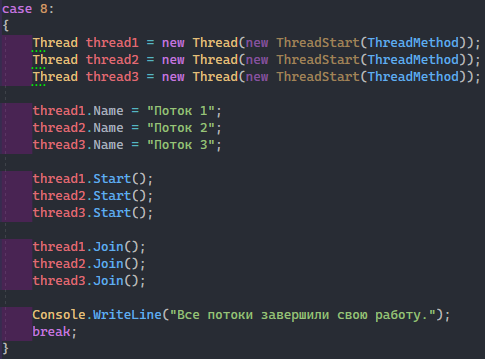 case 8:
{
Thread thread1 = new Thread(new ThreadStart(ThreadMethod));
Thread thread2 = new Thread(new ThreadStart(ThreadMethod));
Thread thread3 = new Thread(new ThreadStart(ThreadMethod));
thread1.Name = "Поток 1";
thread2.Name = "Поток 2";
thread3.Name = "Поток 3";
thread1.Start();
thread2.Start();
thread3.Start();
thread1.Join();
thread2.Join();
thread3.Join();
Console.WriteLine("Все потоки завершили свою работу.");
break;
}